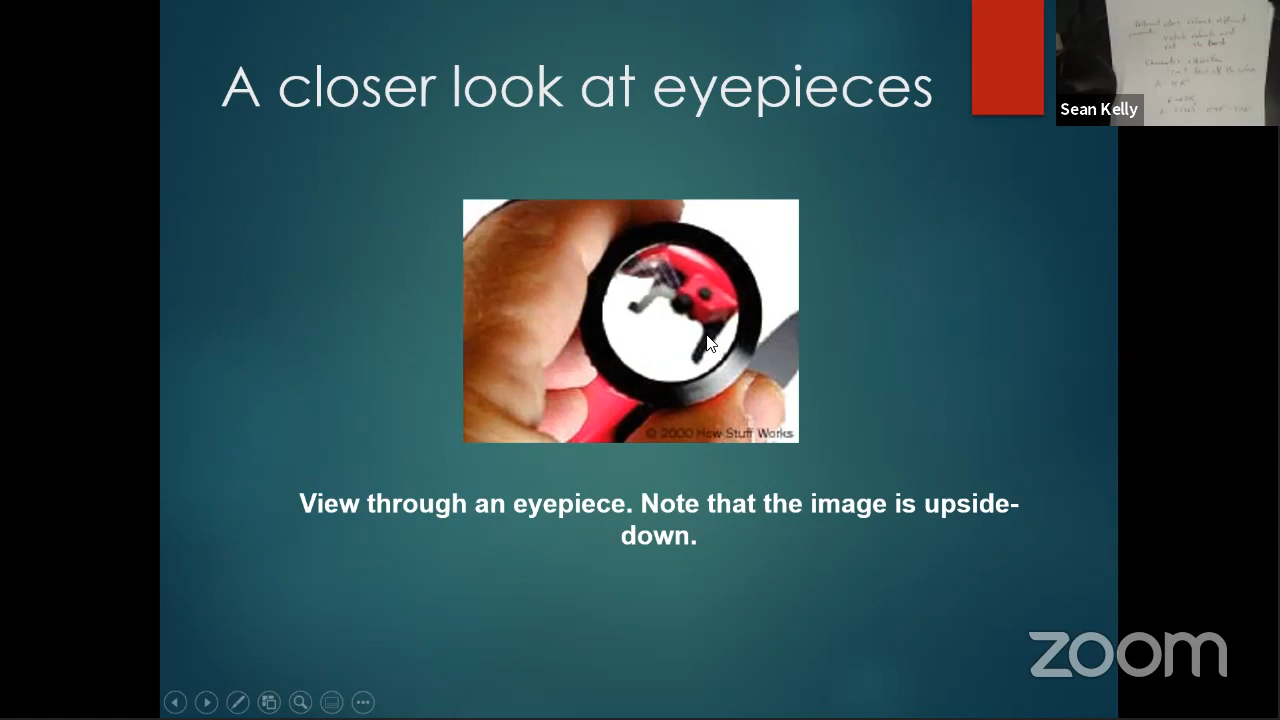 A closer look at eyepieces
Sean Kelly
© 2000 How Stuff Works
View through an eyepiece. Note that the image is upside-
down.
zoom